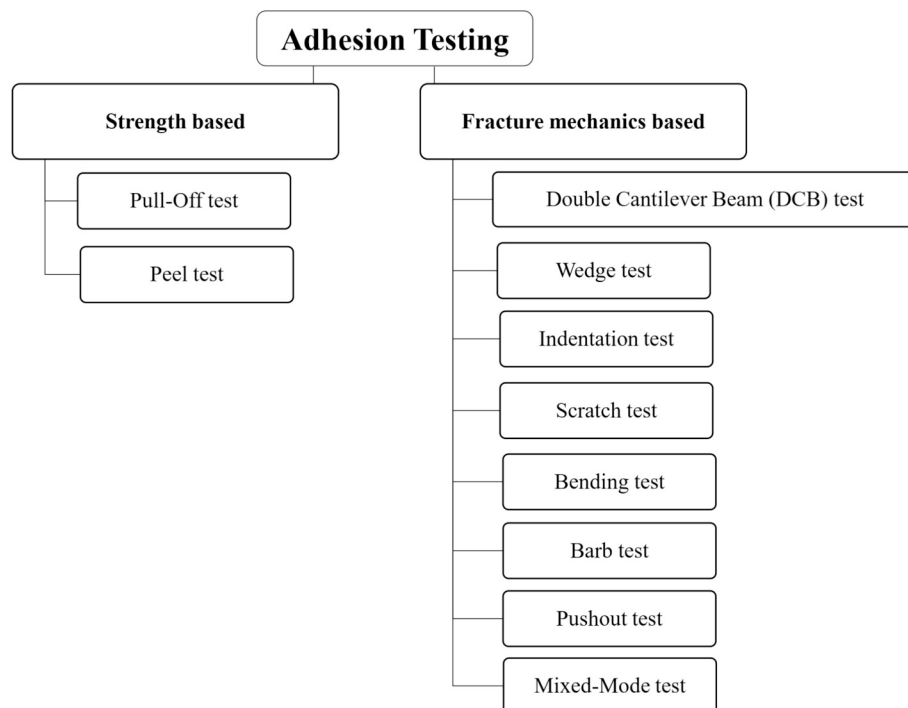 Adhesion Testing
Strength based
Pull-Off test
Peel test
Fracture mechanics based
Double Cantilever Beam (DCB) test
Wedge test
Indentation test
Scratch test
Bending test
Barb test
Pushout test
Mixed-Mode test